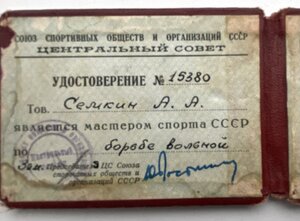 СОЮЗ СПОРТИВНЫХ ОБЩЕСТВ И ОРГАНИЗАЦИЙ СССР
ЦЕНТРАЛЬНЫЙ СОВЕТ
УДОСТОВЕРЕНИЕ № 15380
Тов. Семкин А. А.
является мастером спорта СССР
по борьбе вольной
Зам. Председателя ЦС Союза
спортивных обществ и
организаций СССР